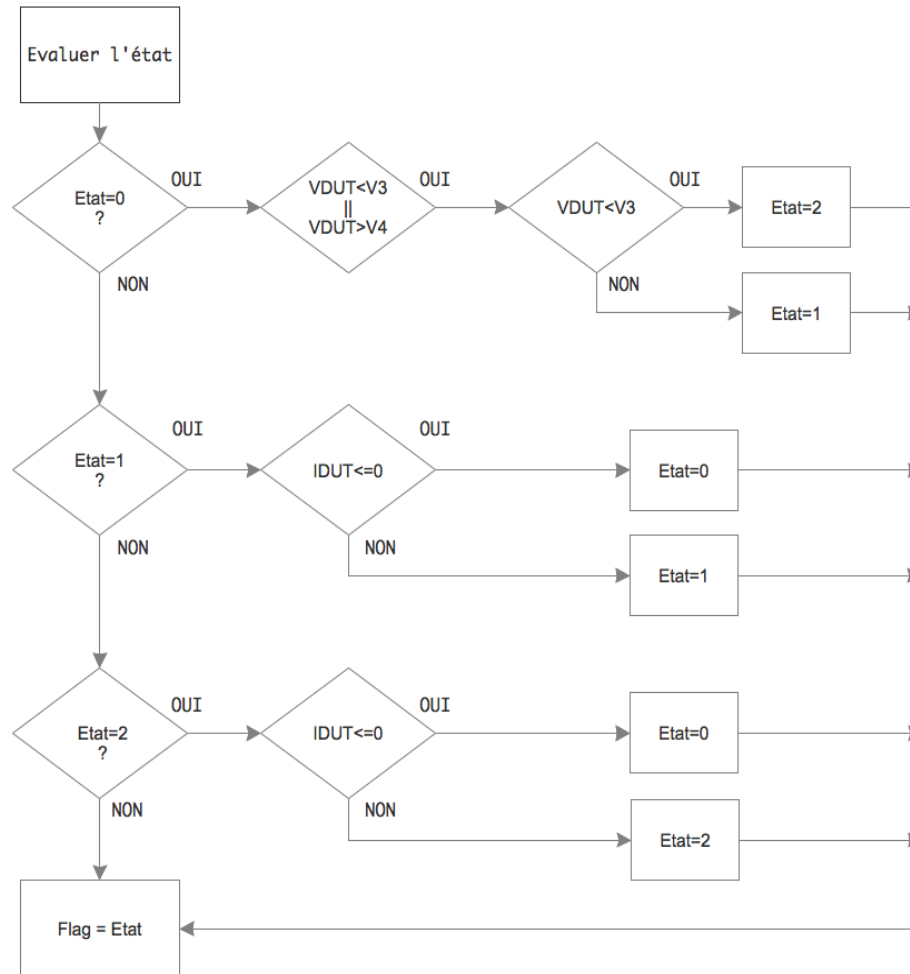 Evaluer l'état
Etat=0
?
OUI
VDUT<V3
||
VDUT>V4
OUI
VDUT<V3
OUI
Etat=2
NON
NON
Etat=1
Etat=1
?
OUI
IDUT<=0
OUI
Etat=0
NON
NON
Etat=1
Etat=2
?
OUI
IDUT<=0
OUI
Etat=0
NON
NON
Etat=2
Flag = Etat